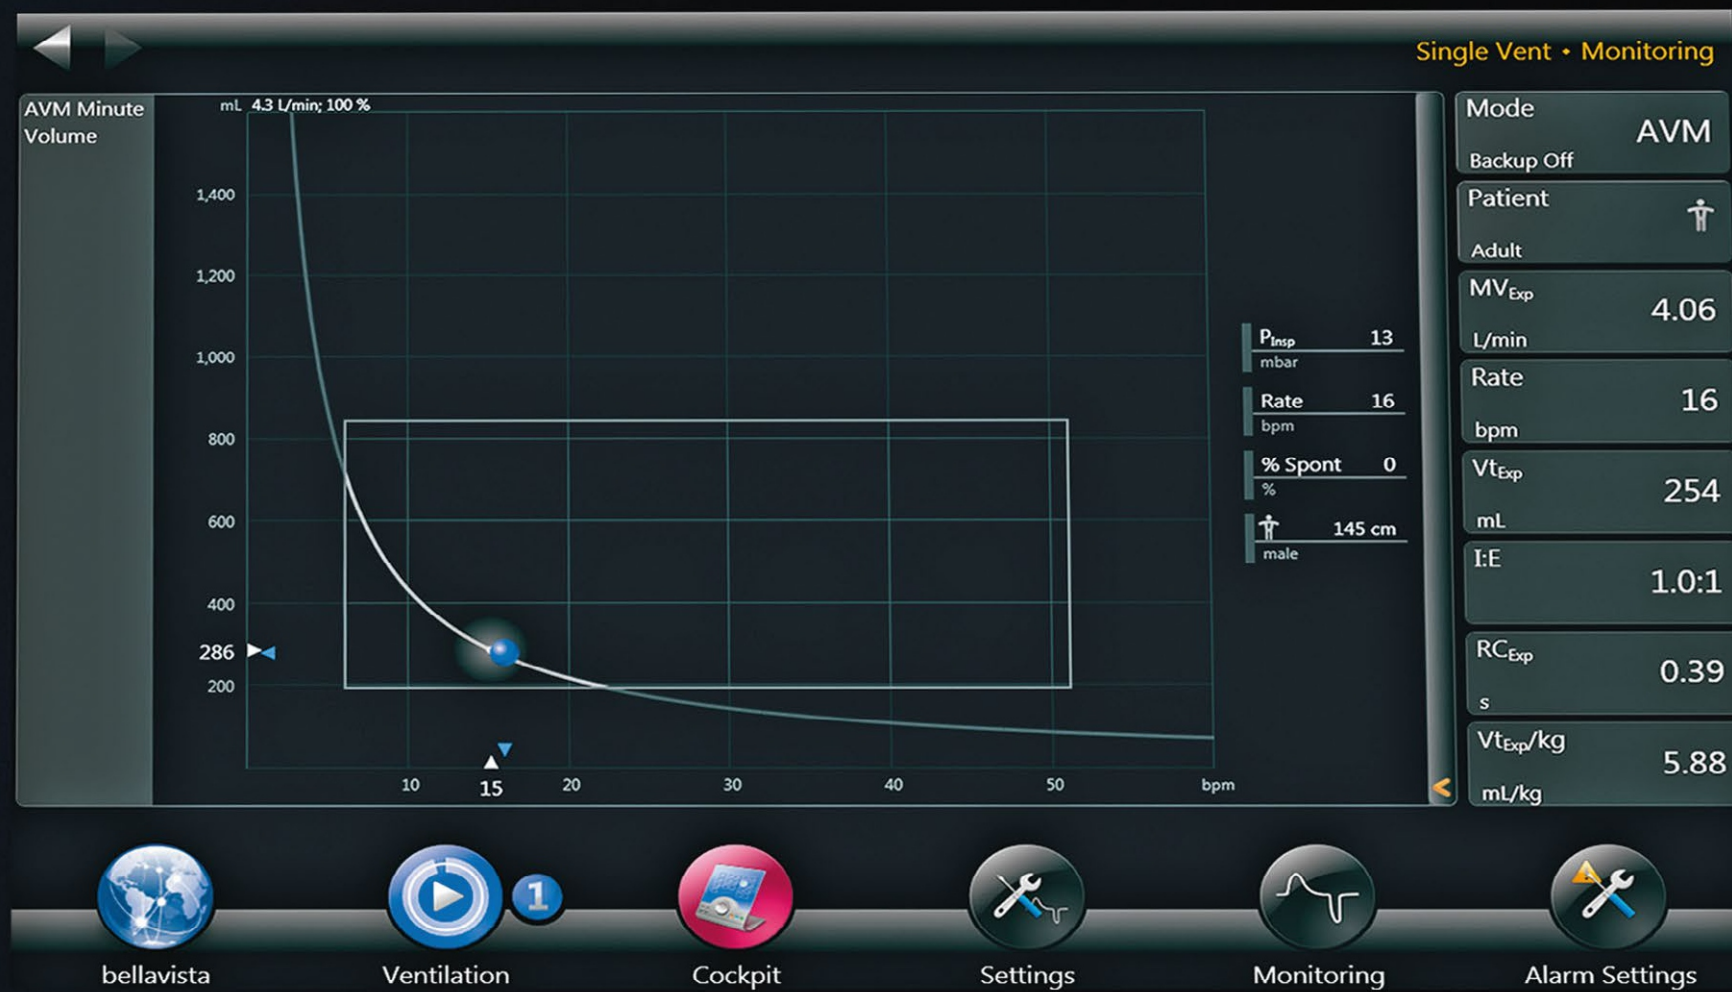 Single Vent • Monitoring
AVM Minute
Volume
mL 4.3 L/min; 100 %
1,400
1,200
1,000
800
600
400
286
200
10
15
20
30
40
50
bpm
PInsp 13
mbar
Rate 16
bpm
% Spont 0
%
145 cm
male
Mode
AVM
Backup Off
Patient
Adult
MVExp
4.06
L/min
Rate
16
bpm
VtExp
254
mL
I:E
1.0:1
RCExp
0.39
s
VtExp/kg
5.88
mL/kg
<
1
bellavista
Ventilation
Cockpit
Settings
Monitoring
Alarm Settings